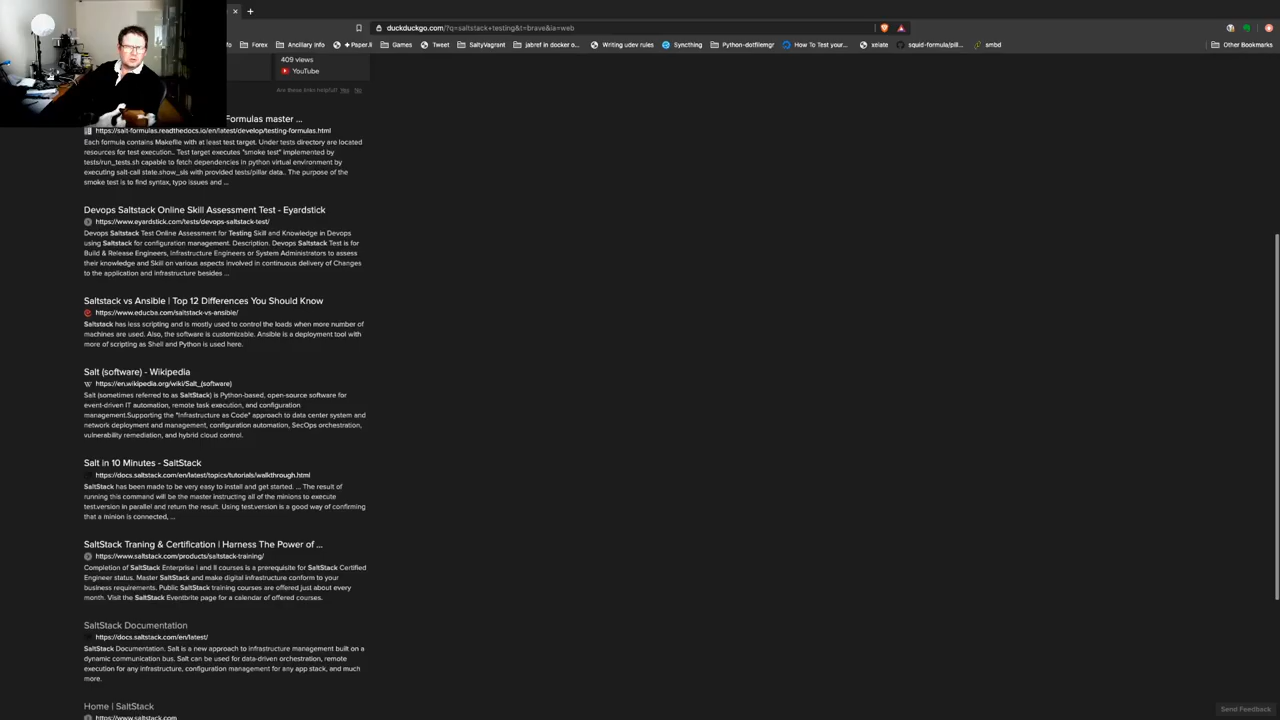 duckduckgo.com/?q=saltstack+testing&t=brave&ia=web
Forex
Ancillary Info
Paper.li
Games
Tweet
SaltyVagrant
jabref in docker o...
Writing udev rules
Syncthing
Python-dotfilemgr
How To Test your...
xelate
squid-formula/pill...
smbd
Other Bookmarks
409 views
YouTube
Are these links helpful? Yes No
Formulas master ...
https://salt-formulas.readthedocs.io/en/latest/develop/testing-formulas.html
Each formula contains Makefile with at least test target. Under tests directory are located
resources for test execution.. Test target executes "smoke test" implemented by
tests/run_tests.sh capable to fetch dependencies in python virtual environment by
executing salt-call state.show_sls with provided tests/pillar data.. The purpose of the
smoke test is to find syntax, typo issues and ...
Devops Saltstack Online Skill Assessment Test - Eyardstick
https://www.eyardstick.com/tests/devops-saltstack-test/
Devops Saltstack Test Online Assessment for Testing Skill and Knowledge in Devops
using Saltstack for configuration management. Description. Devops Saltstack Test is for
Build & Release Engineers, Infrastructure Engineers or System Administrators to assess
their knowledge and Skill on various aspects involved in continuous delivery of Changes
to the application and infrastructure besides ...
Saltstack vs Ansible | Top 12 Differences You Should Know
https://www.educba.com/saltstack-vs-ansible/
Saltstack has less scripting and is mostly used to control the loads when more number of
machines are used. Also, the software is customizable. Ansible is a deployment tool with
more of scripting as Shell and Python is used here.
Salt (software) - Wikipedia
https://en.wikipedia.org/wiki/Salt_(software)
Salt (sometimes referred to as SaltStack) is Python-based, open-source software for
event-driven IT automation, remote task execution, and configuration
management.Supporting the "Infrastructure as Code" approach to data center system and
network deployment and management, configuration automation, SecOps orchestration,
vulnerability remediation, and hybrid cloud control.
Salt in 10 Minutes - SaltStack
https://docs.saltstack.com/en/latest/topics/tutorials/walkthrough.html
SaltStack has been made to be very easy to install and get started. ... The result of
running this command will be the master instructing all of the minions to execute
test.version in parallel and return the result. Using test.version is a good way of confirming
that a minion is connected, ...
SaltStack Traning & Certification | Harness The Power of ...
https://www.saltstack.com/products/saltstack-training/
Completion of SaltStack Enterprise I and II courses is a prerequisite for SaltStack Certified
Engineer status. Master SaltStack and make digital infrastructure conform to your
business requirements. Public SaltStack training courses are offered just about every
month. Visit the SaltStack Eventbrite page for a calendar of offered courses.
SaltStack Documentation
https://docs.saltstack.com/en/latest/
SaltStack Documentation. Salt is a new approach to infrastructure management built on a
dynamic communication bus. Salt can be used for data-driven orchestration, remote
execution for any infrastructure, configuration management for any app stack, and much
more.
Home | SaltStack
https://www.saltstack.com
Send Feedback